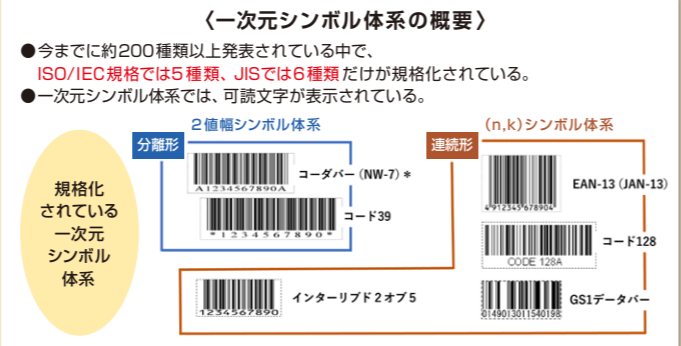 〈一次元シンボル体系の概要〉
●今までに約200種類以上発表されている中で、
ISO/IEC規格では5種類、JISでは6種類だけが規格化されている。
●一次元シンボル体系では、可読文字が表示されている。
2値幅シンボル体系
(n,k)シンボル体系
分離形
連続形
規格化
されている
一次元
シンボル
体系
A1234567890A
コーダバー(NW-7)*
*1234567890*
コード39
4912345678904
EAN-13(JAN-13)
CODE 128A
コード128
1234567890
インターリブド2オブ5
0149013011540198
GS1データバー